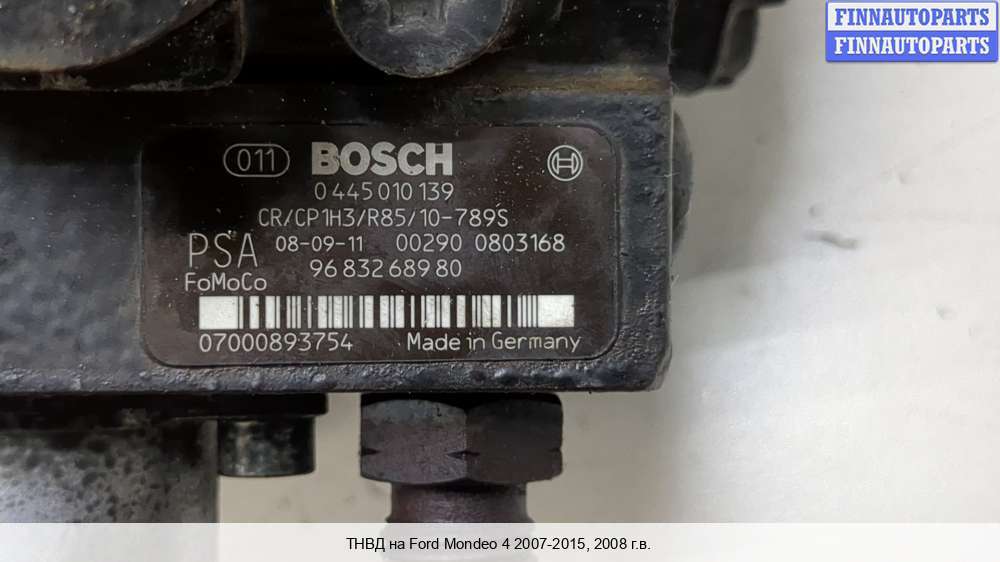 FINNAUTOPARTS
FINNAUTOPARTS
011 BOSCH
0 445 010 139
CR/CP1H3/R85/10-789S
PSA 08-09-11 00290 0803168
FoMoCo 96 832 689 80
07000893754 Made in Germany
ТНВД на Ford Mondeo 4 2007-2015, 2008 г.в.